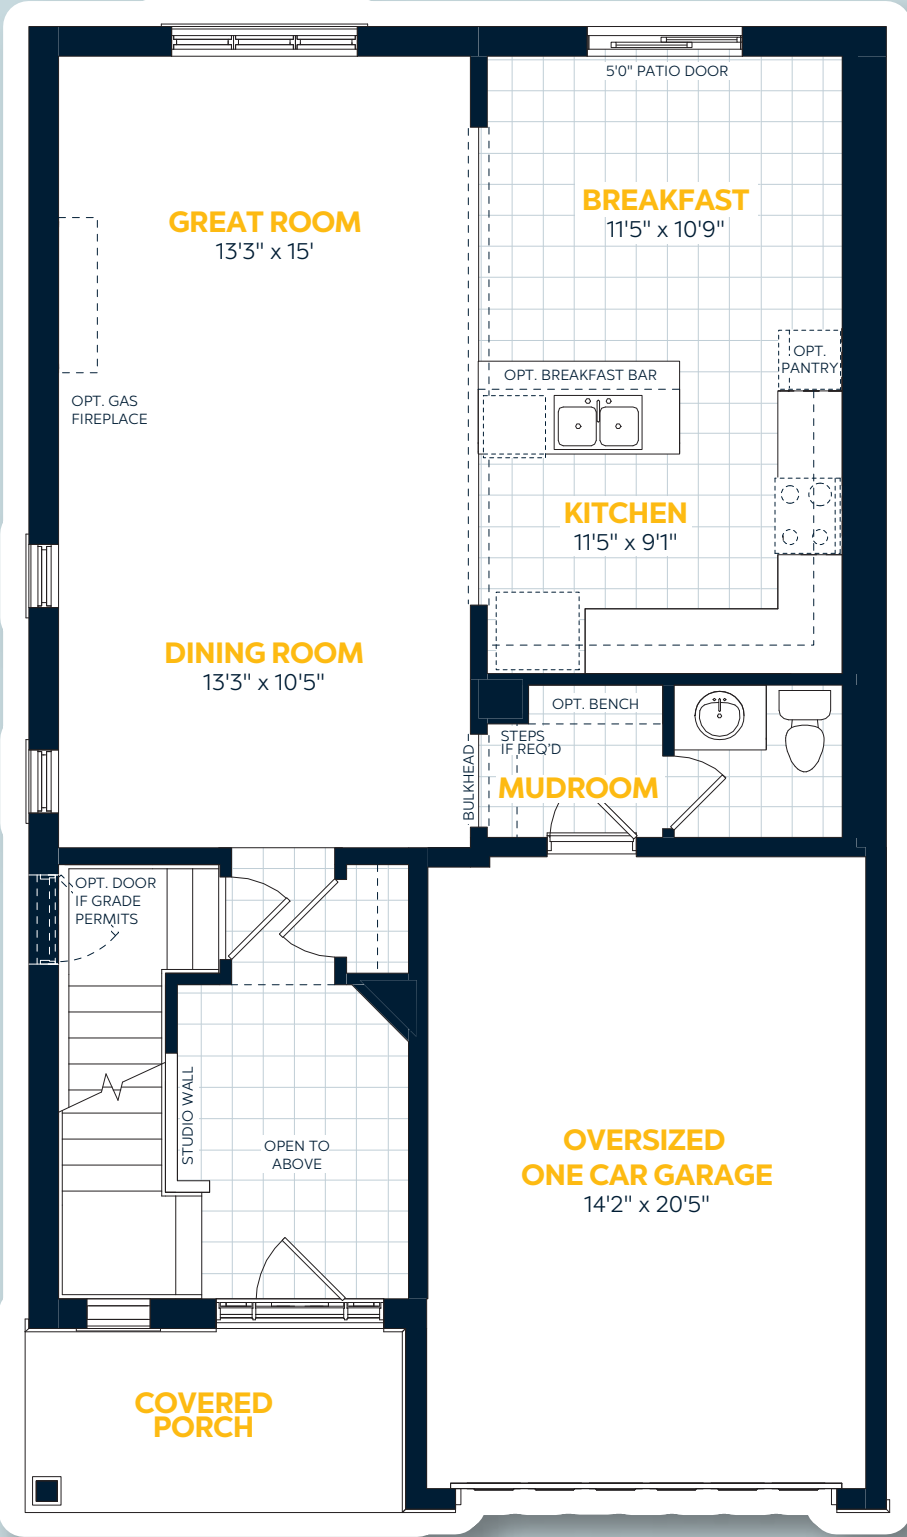 5'0" PATIO DOOR
GREAT ROOM
13'3" x 15'
BREAKFAST
11'5" x 10'9"
OPT.
PANTRY
OPT. BREAKFAST BAR
OPT. GAS
FIREPLACE
KITCHEN
11'5" x 9'1"
DINING ROOM
13'3" x 10'5"
OPT. BENCH
STEPS
IF REQ'D
BULKHEAD
MUDROOM
OPT. DOOR
IF GRADE
PERMITS
STUDIO WALL
OPEN TO
ABOVE
OVERSIZED
ONE CAR GARAGE
14'2" x 20'5"
COVERED
PORCH